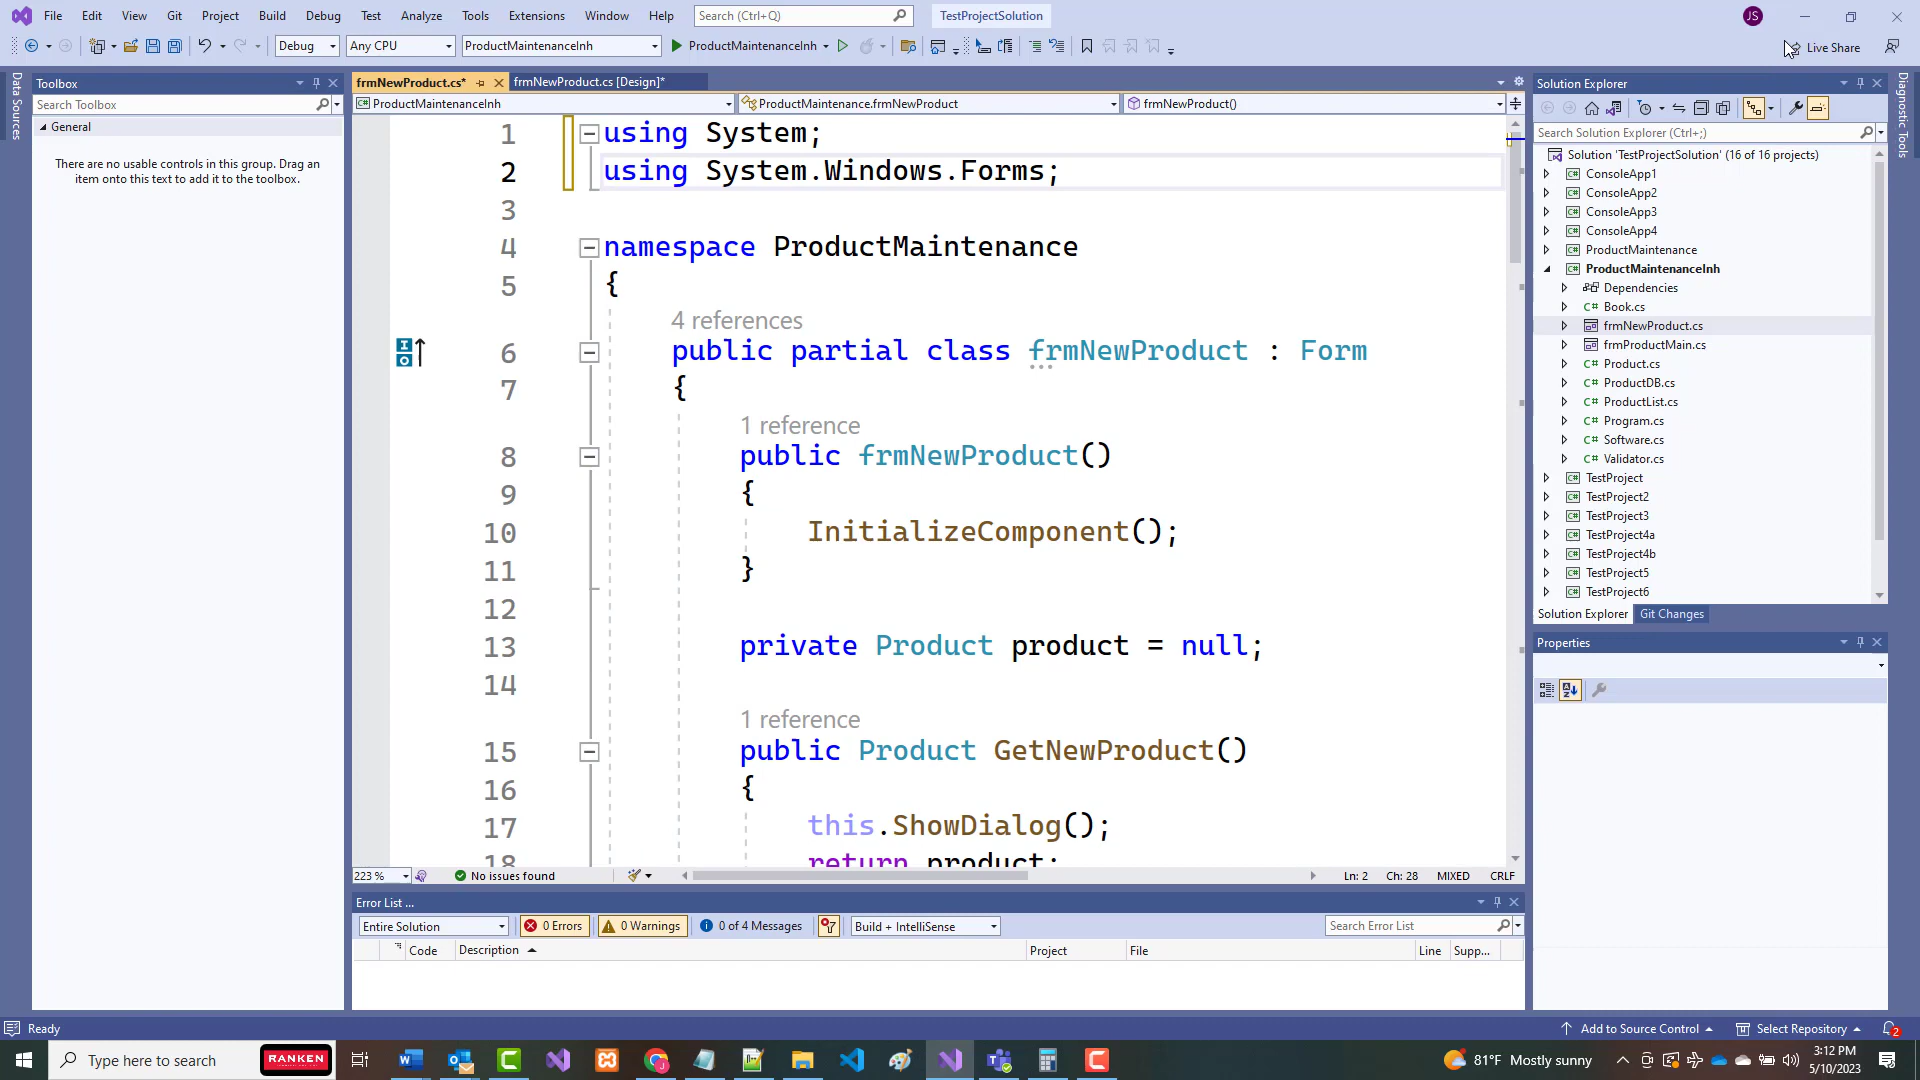 File Edit View Git Project Build Debug Test Analyze Tools Extensions Window Help Search (Ctrl+Q) TestProjectSolution JS
Debug Any CPU ProductMaintenanceInh ProductMaintenanceInh Live Share
Data Sources
Toolbox
Search Toolbox
General
There are no usable controls in this group. Drag an
item onto this text to add it to the toolbox.
frmNewProduct.cs* frmNewProduct.cs [Design]*
ProductMaintenanceInh ProductMaintenance.frmNewProduct frmNewProduct()
1 using System;
2 using System.Windows.Forms;
3
4 namespace ProductMaintenance
5 {
4 references
6 public partial class frmNewProduct : Form
7 {
1 reference
8 public frmNewProduct()
9 {
10 InitializeComponent();
11 }
12
13 private Product product = null;
14
1 reference
15 public Product GetNewProduct()
16 {
17 this.ShowDialog();
18 return product;
223 % No issues found Ln: 2 Ch: 28 MIXED CRLF
Error List ...
Entire Solution 0 Errors 0 Warnings 0 of 4 Messages Build + IntelliSense Search Error List
Code Description Project File Line Supp...
Solution Explorer
Search Solution Explorer (Ctrl+;)
Solution 'TestProjectSolution' (16 of 16 projects)
C# ConsoleApp1
C# ConsoleApp2
C# ConsoleApp3
C# ConsoleApp4
C# ProductMaintenance
C# ProductMaintenanceInh
Dependencies
C# Book.cs
frmNewProduct.cs
frmProductMain.cs
C# Product.cs
C# ProductDB.cs
C# ProductList.cs
C# Program.cs
C# Software.cs
C# Validator.cs
C# TestProject
C# TestProject2
C# TestProject3
C# TestProject4a
C# TestProject4b
C# TestProject5
C# TestProject6
Solution Explorer Git Changes
Properties
Diagnostic Tools
Ready Add to Source Control Select Repository 2
Type here to search RANKEN 81°F Mostly sunny 3:12 PM
5/10/2023